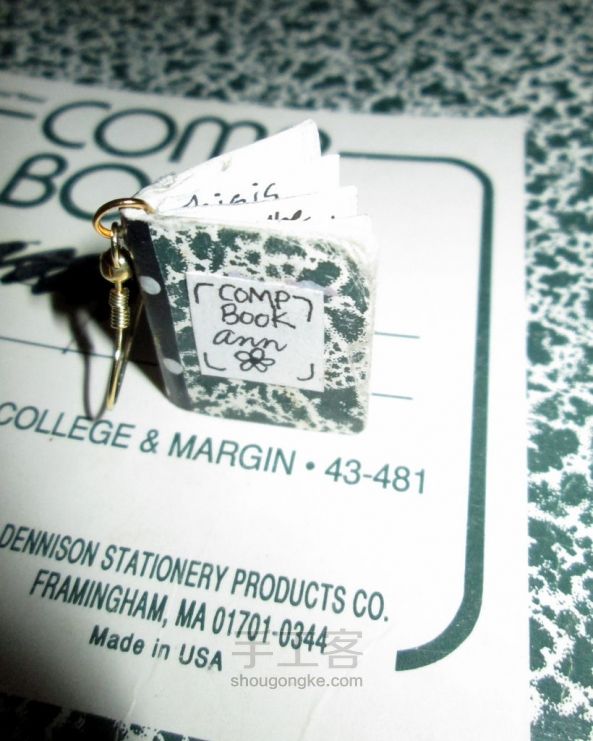 COMP
BOO
COMP
BOOK
ann
COLLEGE & MARGIN • 43-481
DENNISON STATIONERY PRODUCTS CO.
FRAMINGHAM, MA 01701-0344
Made in USA
手工客
shougongke.com